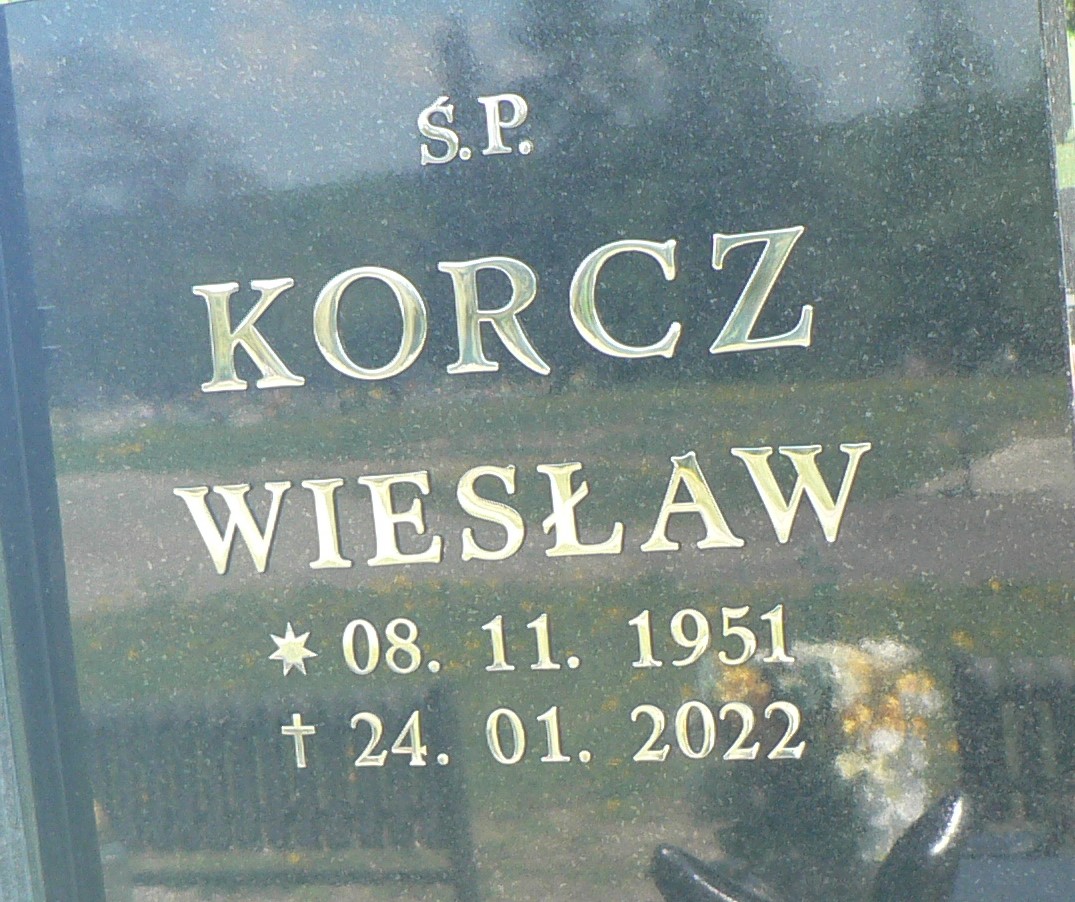 Ś.P.
KORCZ
WIESŁAW
✶ 08. 11. 1951
† 24. 01. 2022